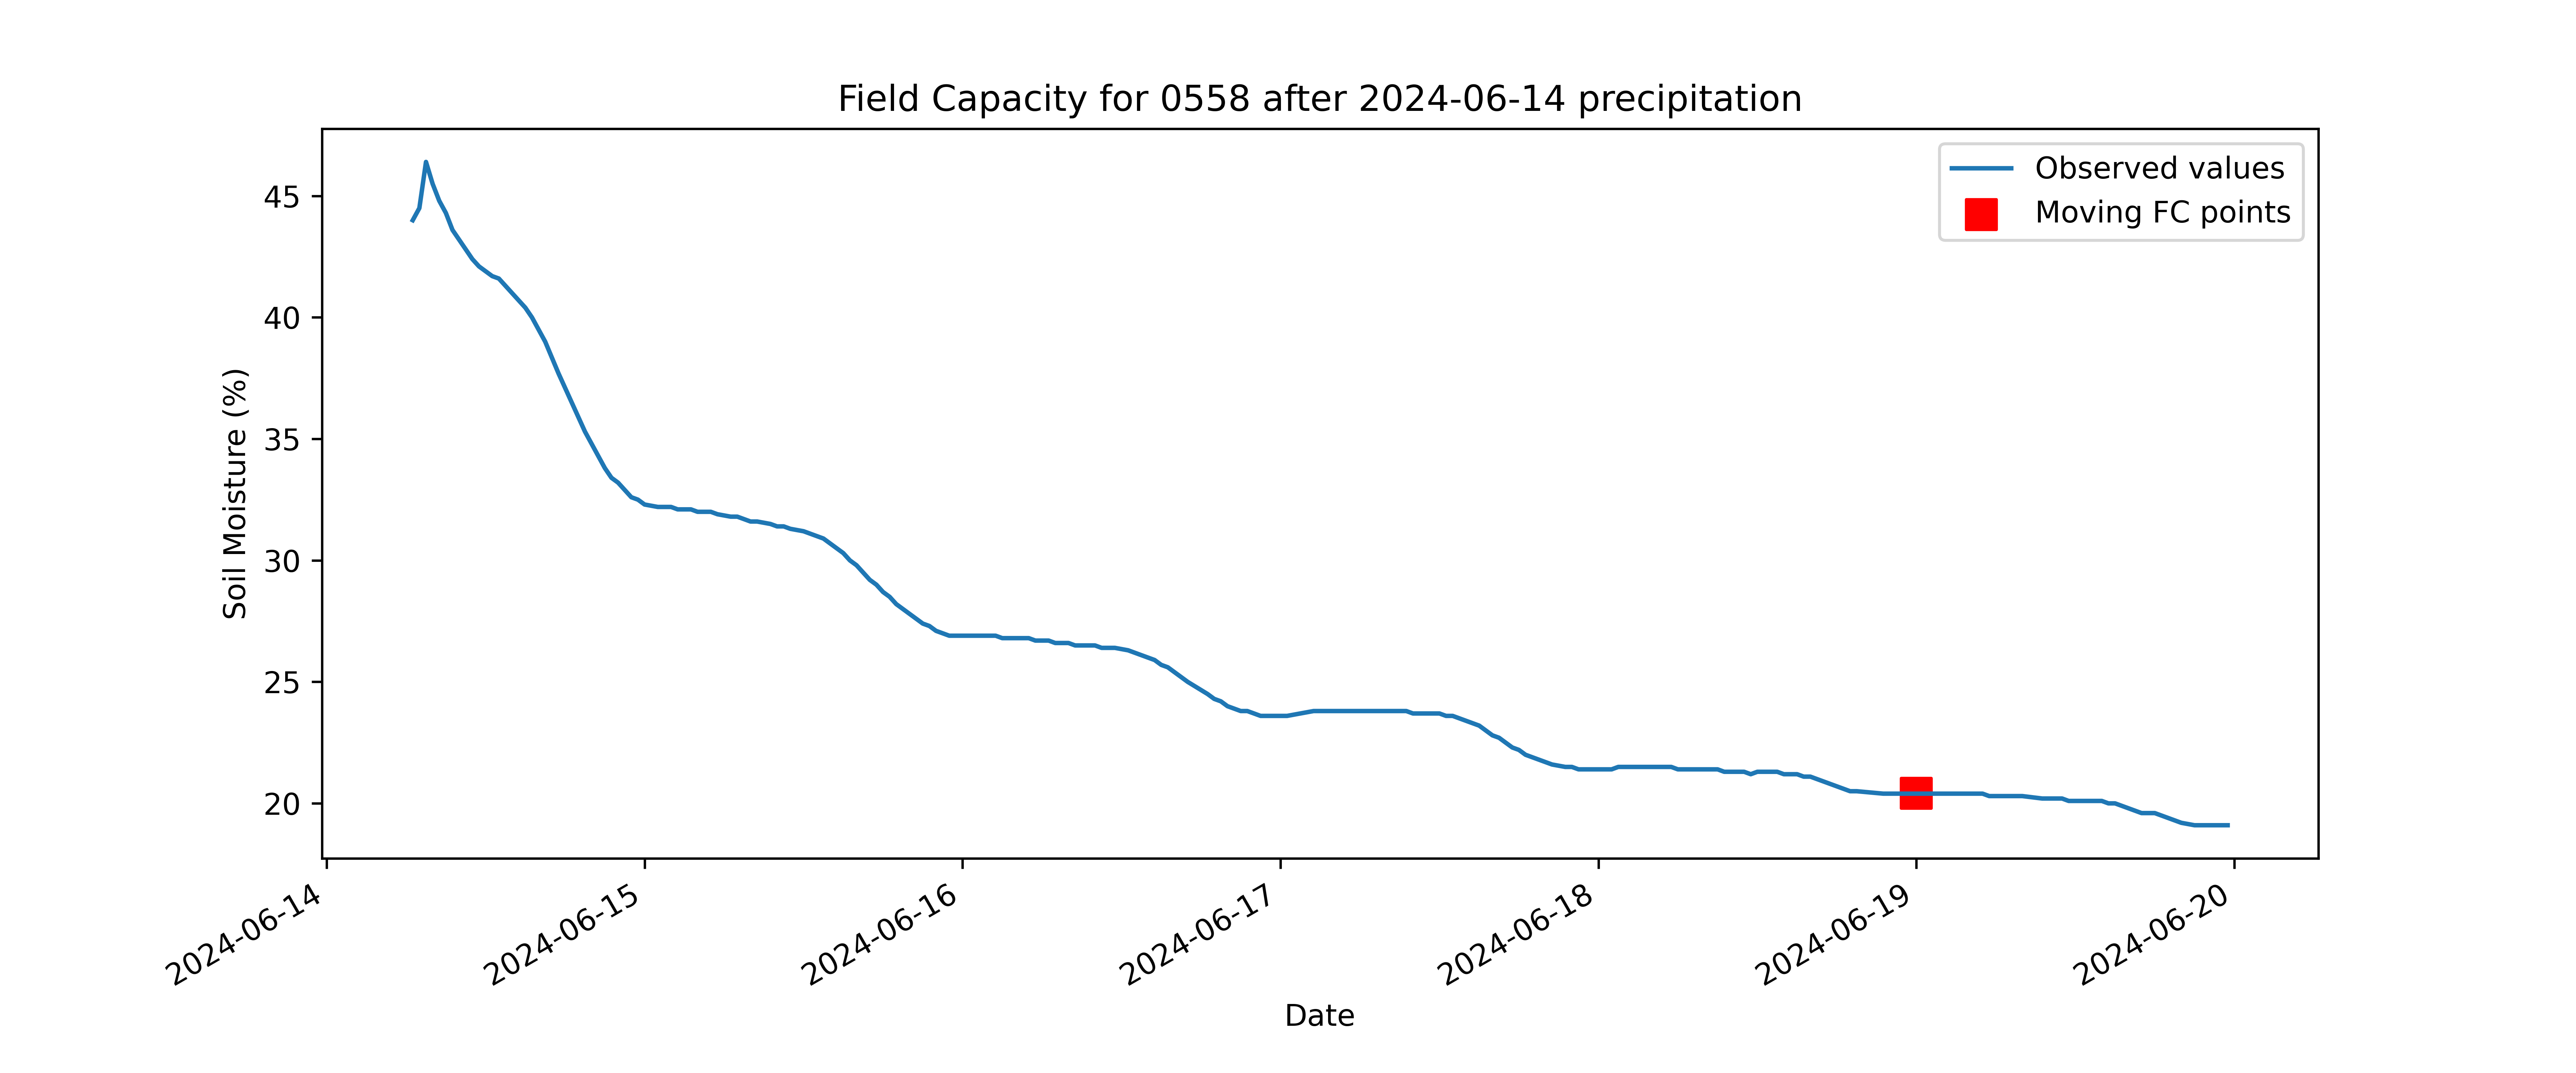 Field Capacity for 0558 after 2024-06-14 precipitation
Observed values
Moving FC points
Soil Moisture (%)
45
40
35
30
25
20
2024-06-14
2024-06-15
2024-06-16
2024-06-17
2024-06-18
2024-06-19
2024-06-20
Date